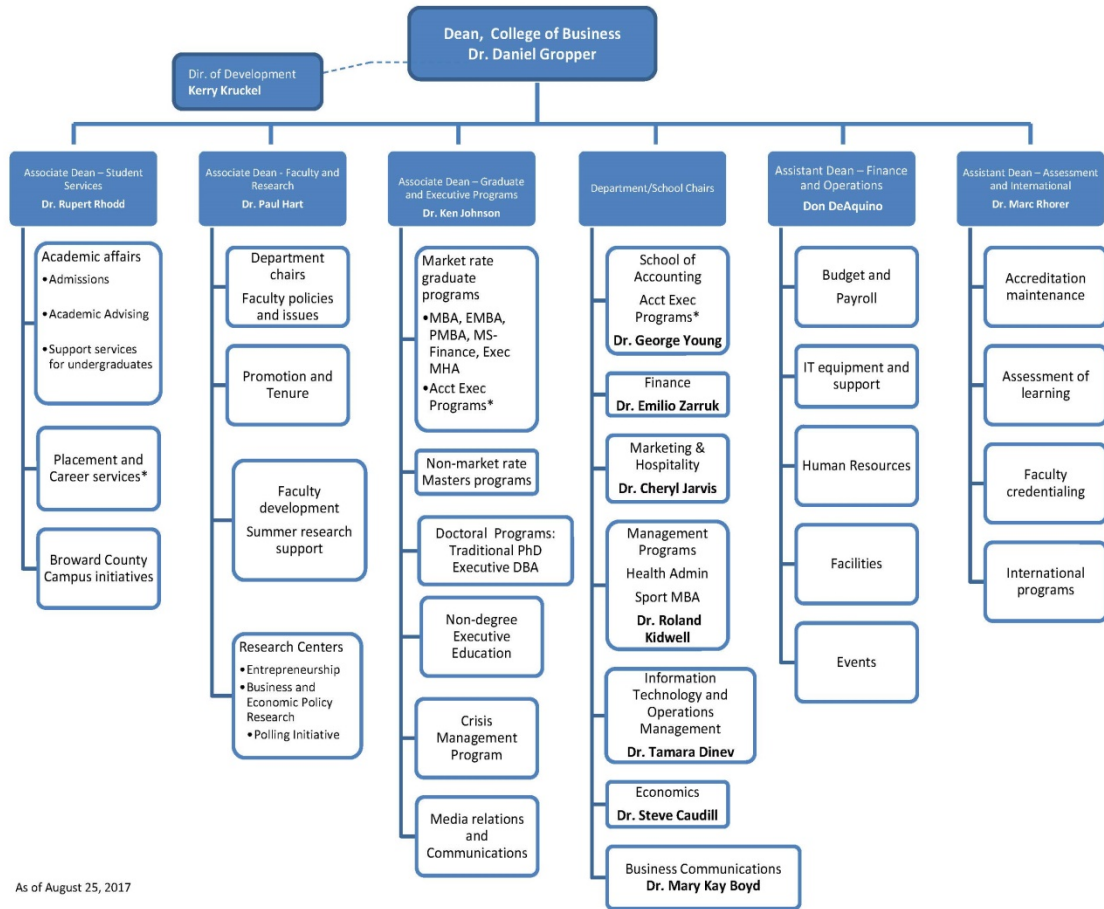 Dean, College of Business
Dr. Daniel Gropper
Dir. of Development
Kerry Kruckel
Associate Dean – Student
Services
Dr. Rupert Rhodd
Academic affairs
•Admissions
•Academic Advising
•Support services
for undergraduates
Placement and
Career services*
Broward County
Campus initiatives
Associate Dean - Faculty and
Research
Dr. Paul Hart
Department
chairs
Faculty policies
and issues
Promotion and
Tenure
Faculty
development
Summer research
support
Research Centers
•Entrepreneurship
•Business and
Economic Policy
Research
•Polling Initiative
Associate Dean – Graduate
and Executive Programs
Dr. Ken Johnson
Market rate
graduate
programs
•MBA, EMBA,
PMBA, MS-
Finance, Exec
MHA
•Acct Exec
Programs*
Non-market rate
Masters programs
Doctoral Programs:
Traditional PhD
Executive DBA
Non-degree
Executive
Education
Crisis
Management
Program
Media relations
and
Communications
Department/School Chairs
School of
Accounting
Acct Exec
Programs*
Dr. George Young
Finance
Dr. Emilio Zarruk
Marketing &
Hospitality
Dr. Cheryl Jarvis
Management
Programs
Health Admin
Sport MBA
Dr. Roland
Kidwell
Information
Technology and
Operations
Management
Dr. Tamara Dinev
Economics
Dr. Steve Caudill
Business Communications
Dr. Mary Kay Boyd
Assistant Dean – Finance
and Operations
Don DeAquino
Budget and
Payroll
IT equipment and
support
Human Resources
Facilities
Events
Assistant Dean – Assessment
and International
Dr. Marc Rhorer
Accreditation
maintenance
Assessment of
learning
Faculty
credentialing
International
programs
As of August 25, 2017